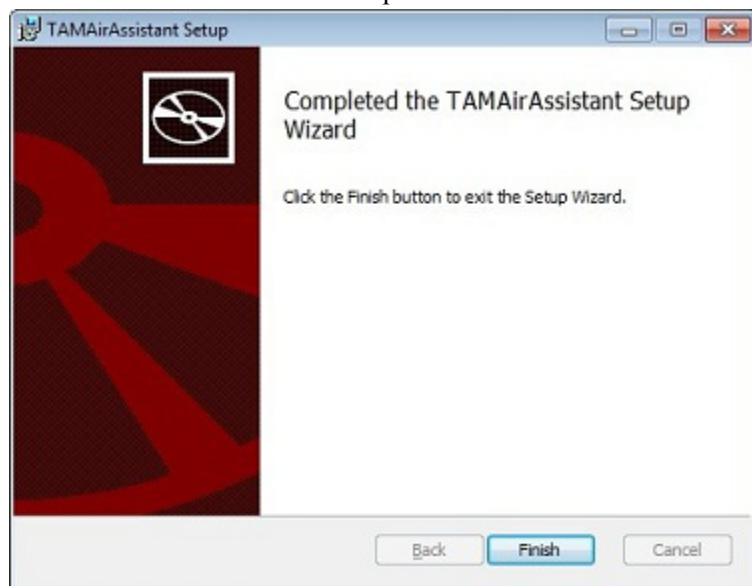 TAMAirAssistant Setup
Completed the TAMAirAssistant Setup
Wizard
Click the Finish button to exit the Setup Wizard.
Back Finish Cancel